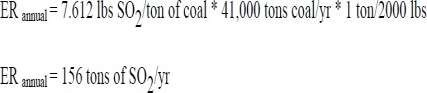 ER annual = 7.612 lbs SO2/ton of coal * 41,000 tons coal/yr * 1 ton/2000 lbs
ER annual = 156 tons of SO2/yr